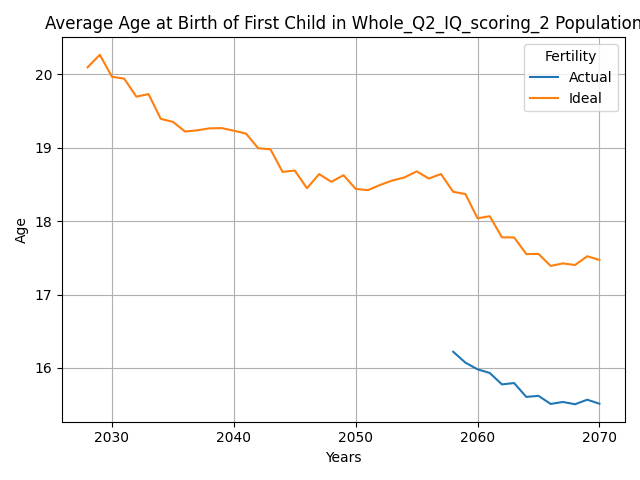 Average Age at Birth of First Child in Whole_Q2_IQ_scoring_2 Population
Fertility
Actual
Ideal
20
19
18
17
16
Age
2030
2040
2050
2060
2070
Years